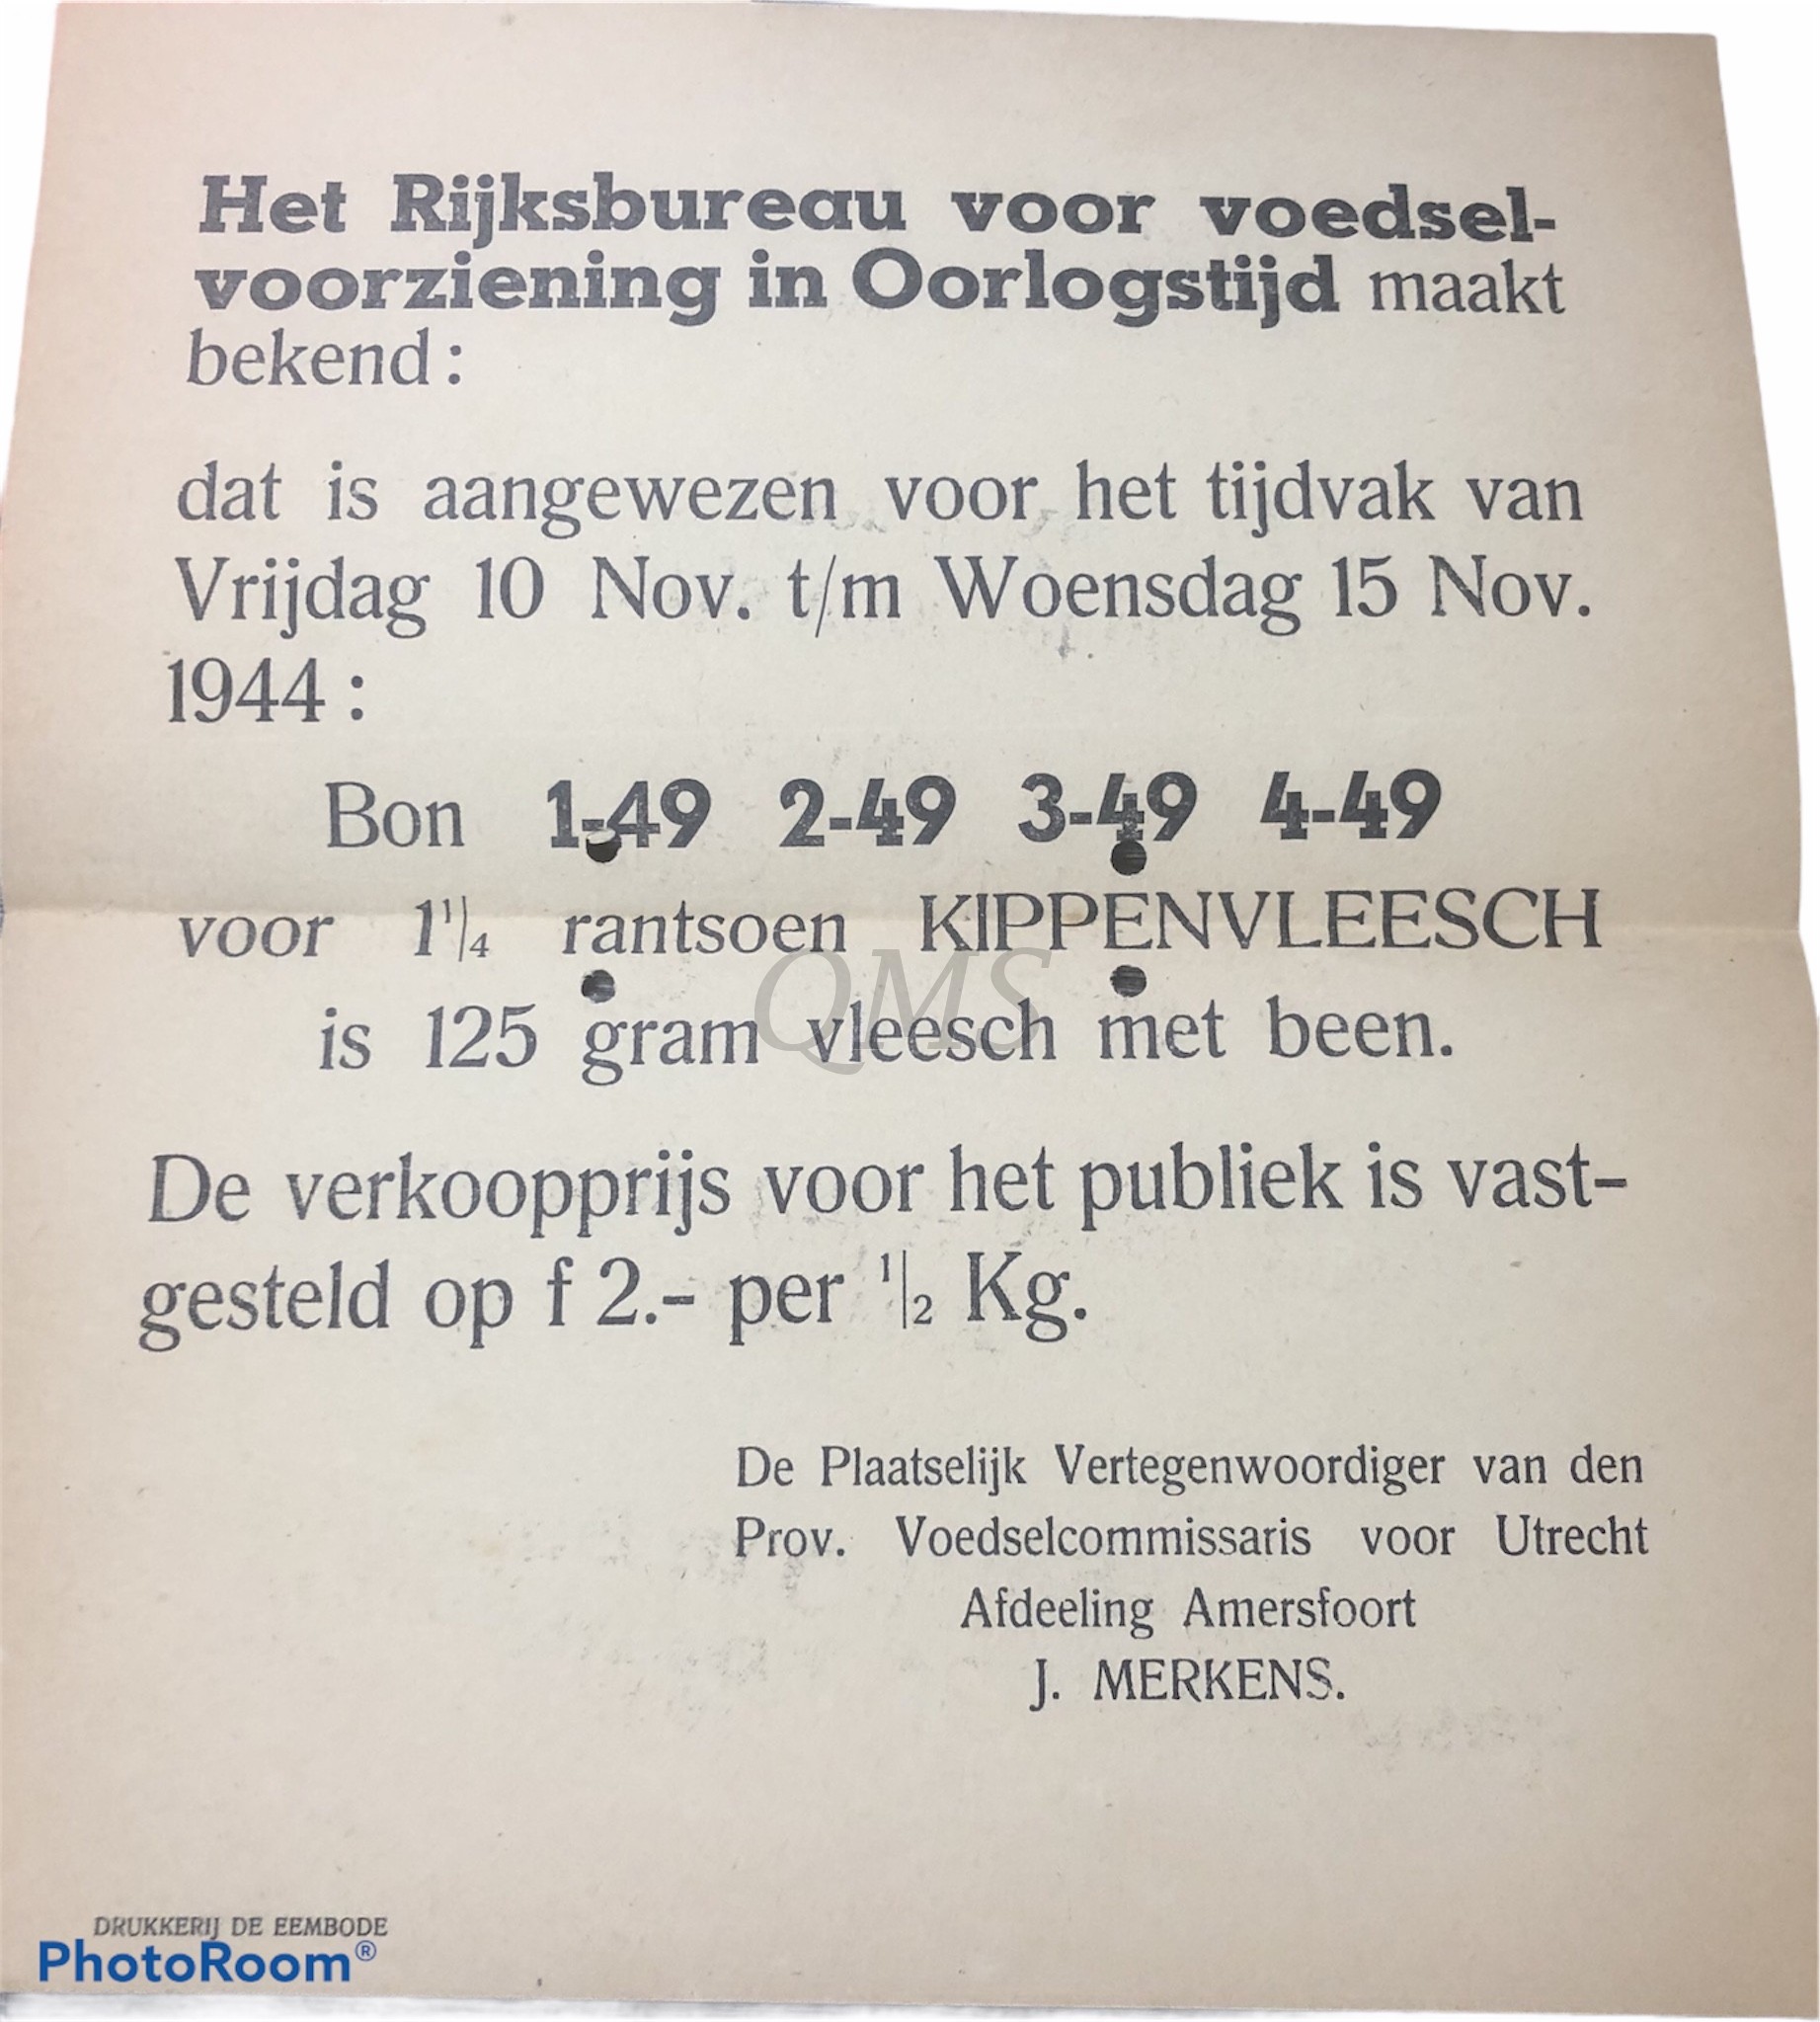 Het Rijksbureau voor voedsel-
voorziening in Oorlogstijd maakt
bekend:
dat is aangewezen voor het tijdvak van
Vrijdag 10 Nov. t/m Woensdag 15 Nov.
1944:
Bon 1-49 2-49 3-49 4-49
voor 1 1/4 rantsoen KIPPENVLEESCH
QMS
is 125 gram vleesch met been.
De verkoopprijs voor het publiek is vast-
gesteld op f 2.- per 1/2 Kg.
De Plaatselijk Vertegenwoordiger van den
Prov. Voedselcommissaris voor Utrecht
Afdeeling Amersfoort
J. MERKENS.
DRUKKERIJ DE EEMBODE
PhotoRoom®